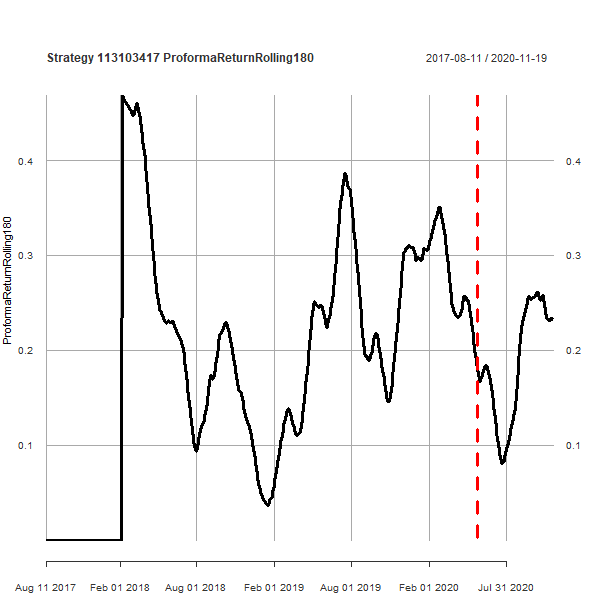 Strategy 113103417 ProformaReturnRolling180
2017-08-11 / 2020-11-19
ProformaReturnRolling180
0.4 0.4
0.3 0.3
0.2 0.2
0.1 0.1
Aug 11 2017 Feb 01 2018 Aug 01 2018 Feb 01 2019 Aug 01 2019 Feb 01 2020 Jul 31 2020